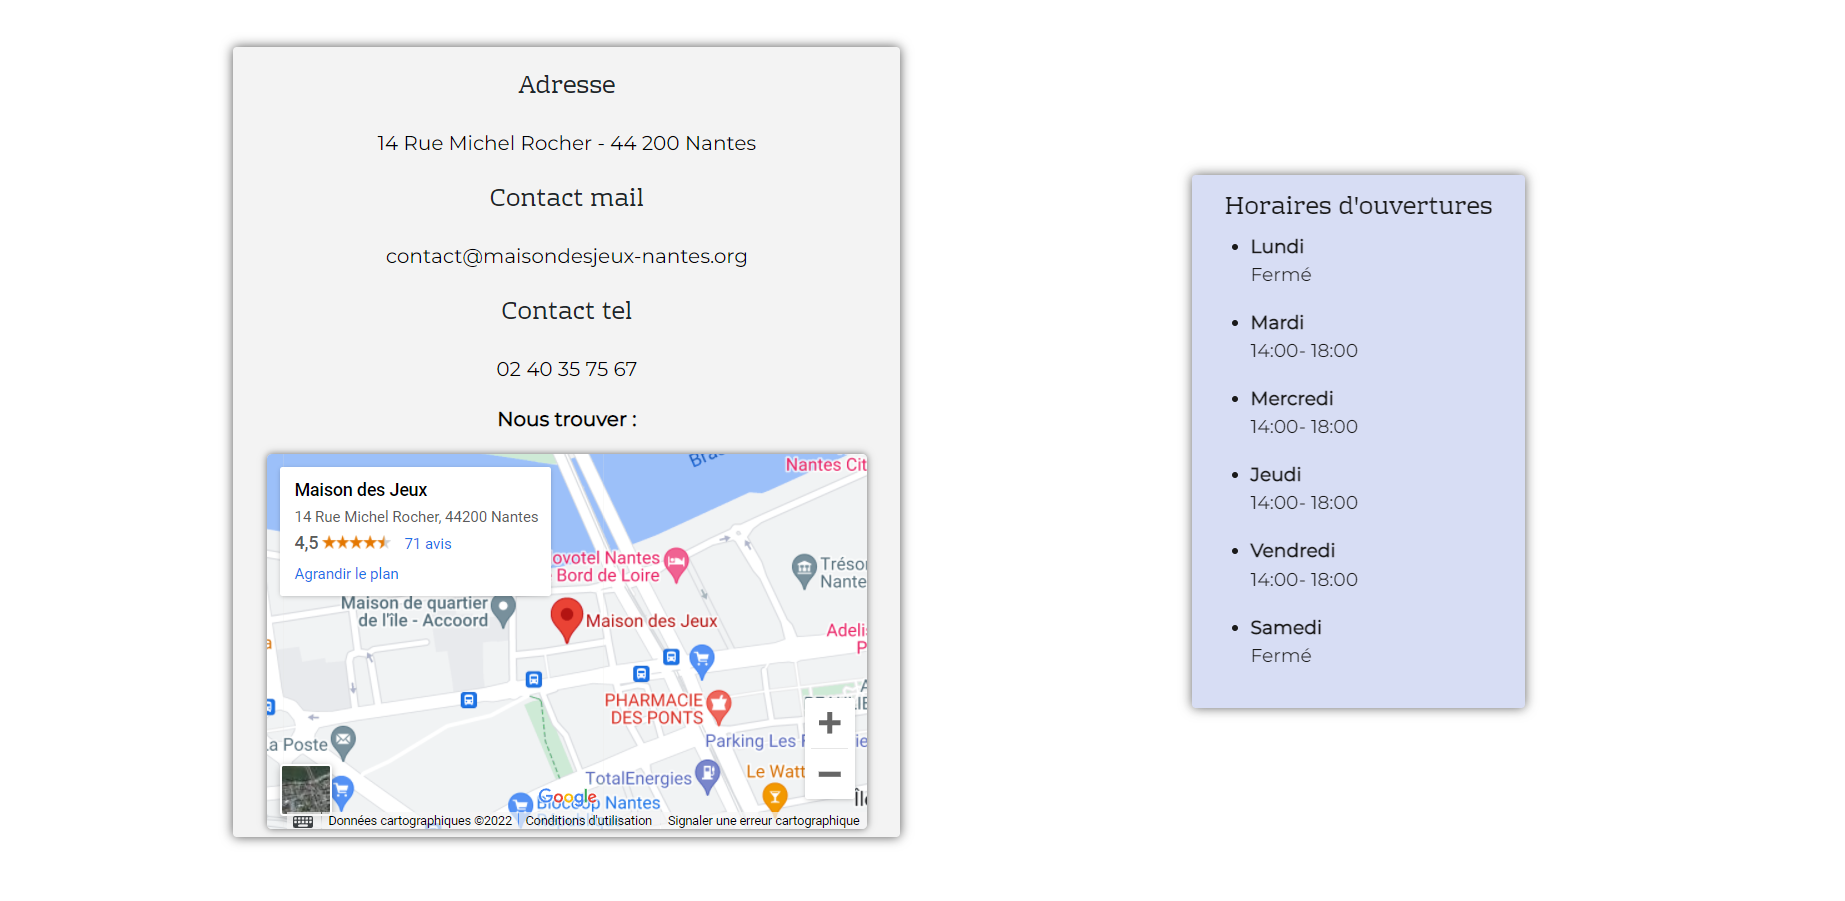 Adresse
14 Rue Michel Rocher - 44 200 Nantes
Contact mail
contact@maisondesjeux-nantes.org
Contact tel
02 40 35 75 67
Nous trouver :
Maison des Jeux
14 Rue Michel Rocher, 44200 Nantes
4,5 71 avis
Agrandir le plan
Nantes Cit
ovotel Nantes
Bord de Loire
Trésor
Nante
Maison de quartier
de l'île - Accoord
Maison des Jeux
Adelis
P
PHARMACIE
DES PONTS
Parking Les F
La Poste
TotalEnergies
Le Watt
Google
Biocoop Nantes
Données cartographiques ©2022
Conditions d'utilisation
Signaler une erreur cartographique
Horaires d'ouvertures
Lundi
Fermé
Mardi
14:00- 18:00
Mercredi
14:00- 18:00
Jeudi
14:00- 18:00
Vendredi
14:00- 18:00
Samedi
Fermé